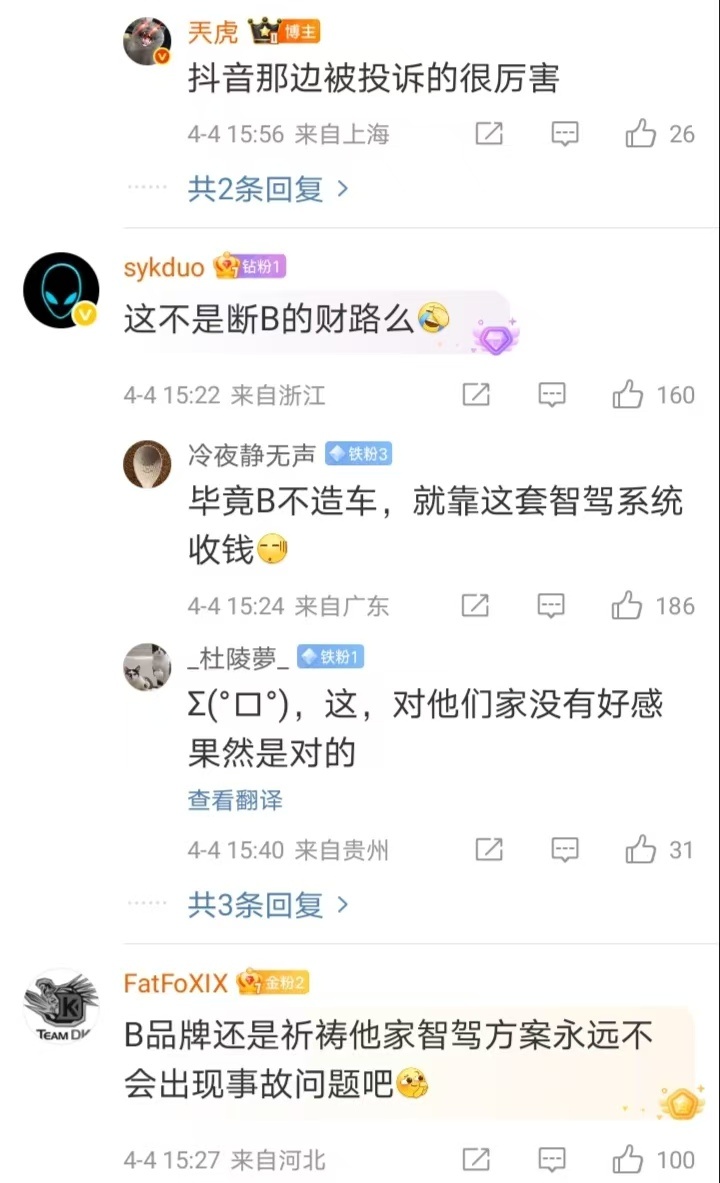 兲虎 II 博主
抖音那边被投诉的很厉害
4-4 15:56 来自上海 26
共2条回复 >
sykduo 7 钻粉1
这不是断B的财路么🤣
4-4 15:22 来自浙江 160
冷夜静无声 铁粉3
毕竟B不造车，就靠这套智驾系统
收钱
4-4 15:24 来自广东 186
_杜陵夢_ 铁粉1
Σ(°ロ°)，这，对他们家没有好感
果然是对的
查看翻译
4-4 15:40 来自贵州 31
共3条回复 >
K
TEAM DK
FatFoXIX 7 金粉2
B品牌还是祈祷他家智驾方案永远不
会出现事故问题吧
4-4 15:27 来自河北 100